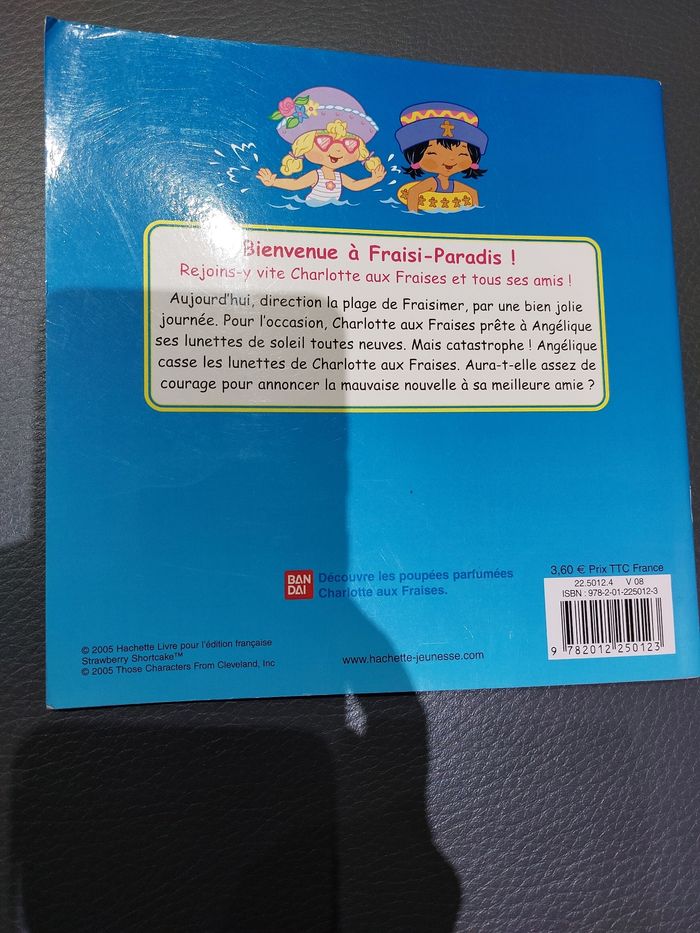 Bienvenue à Fraisi-Paradis !
Rejoins-y vite Charlotte aux Fraises et tous ses amis !
Aujourd'hui, direction la plage de Fraisimer, par une bien jolie
journée. Pour l'occasion, Charlotte aux Fraises prête à Angélique
ses lunettes de soleil toutes neuves. Mais catastrophe ! Angélique
casse les lunettes de Charlotte aux Fraises. Aura-t-elle assez de
courage pour annoncer la mauvaise nouvelle à sa meilleure amie ?
BAN
DAI
Découvre les poupées parfumées
Charlotte aux Fraises.
3,60 € Prix TTC France
22.5012.4 V 08
ISBN : 978-2-01-225012-3
9 782012 250123
© 2005 Hachette Livre pour l'édition française
Strawberry Shortcake™
© 2005 Those Characters From Cleveland, Inc
www.hachette-jeunesse.com